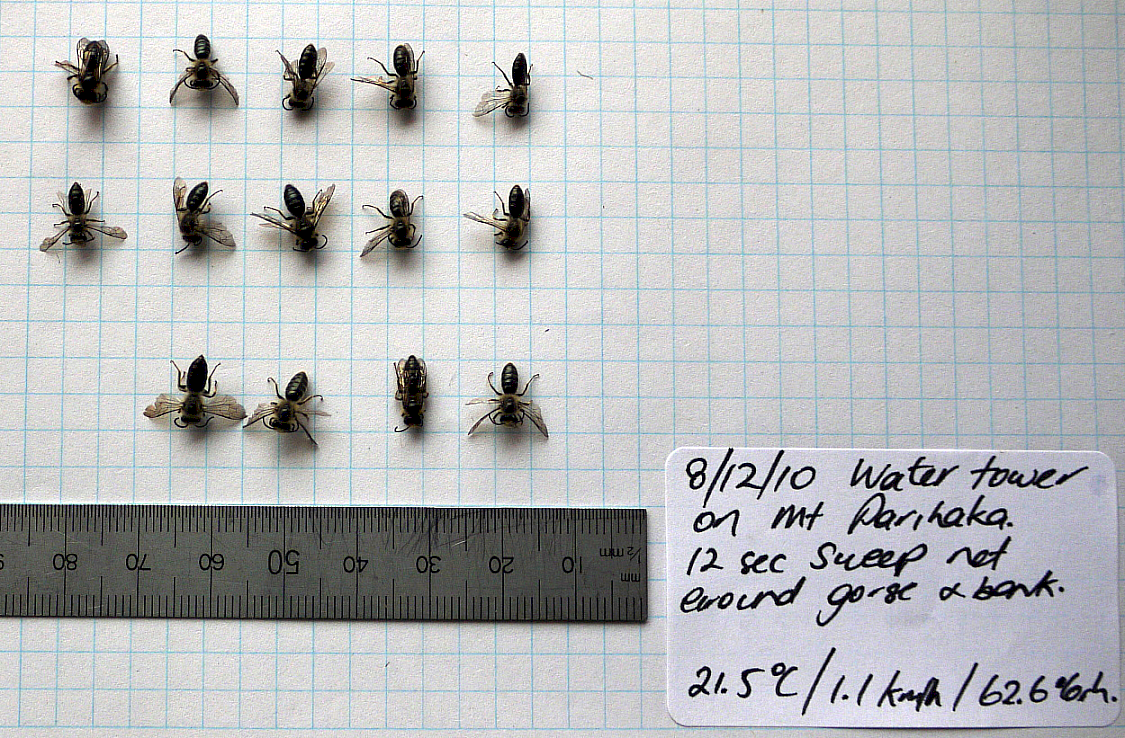 8/12/10 Water tower
on Mt Parihaka.
12 sec sweep net
around gorse & bank.
21.5°C / 1.1 kmph / 62.6%rh.
½ mm
mm
10 20 30 40 50 60 70 80 9